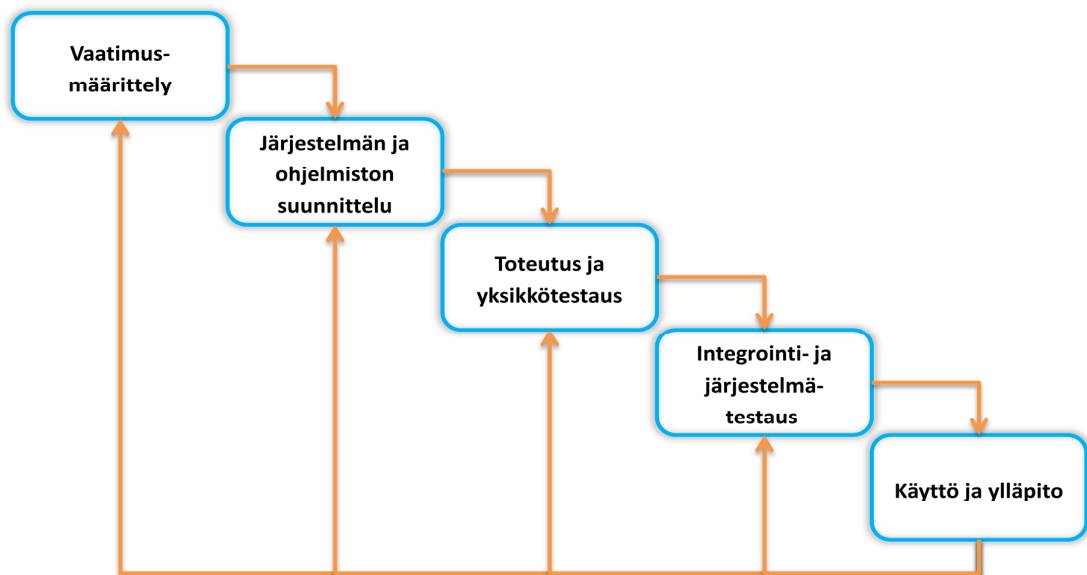 Vaatimus-
määrittely
Järjestelmän ja
ohjelmiston
suunnittelu
Toteutus ja
yksikkötestaus
Integrointi- ja
järjestelmä-
testaus
Käyttö ja ylläpito